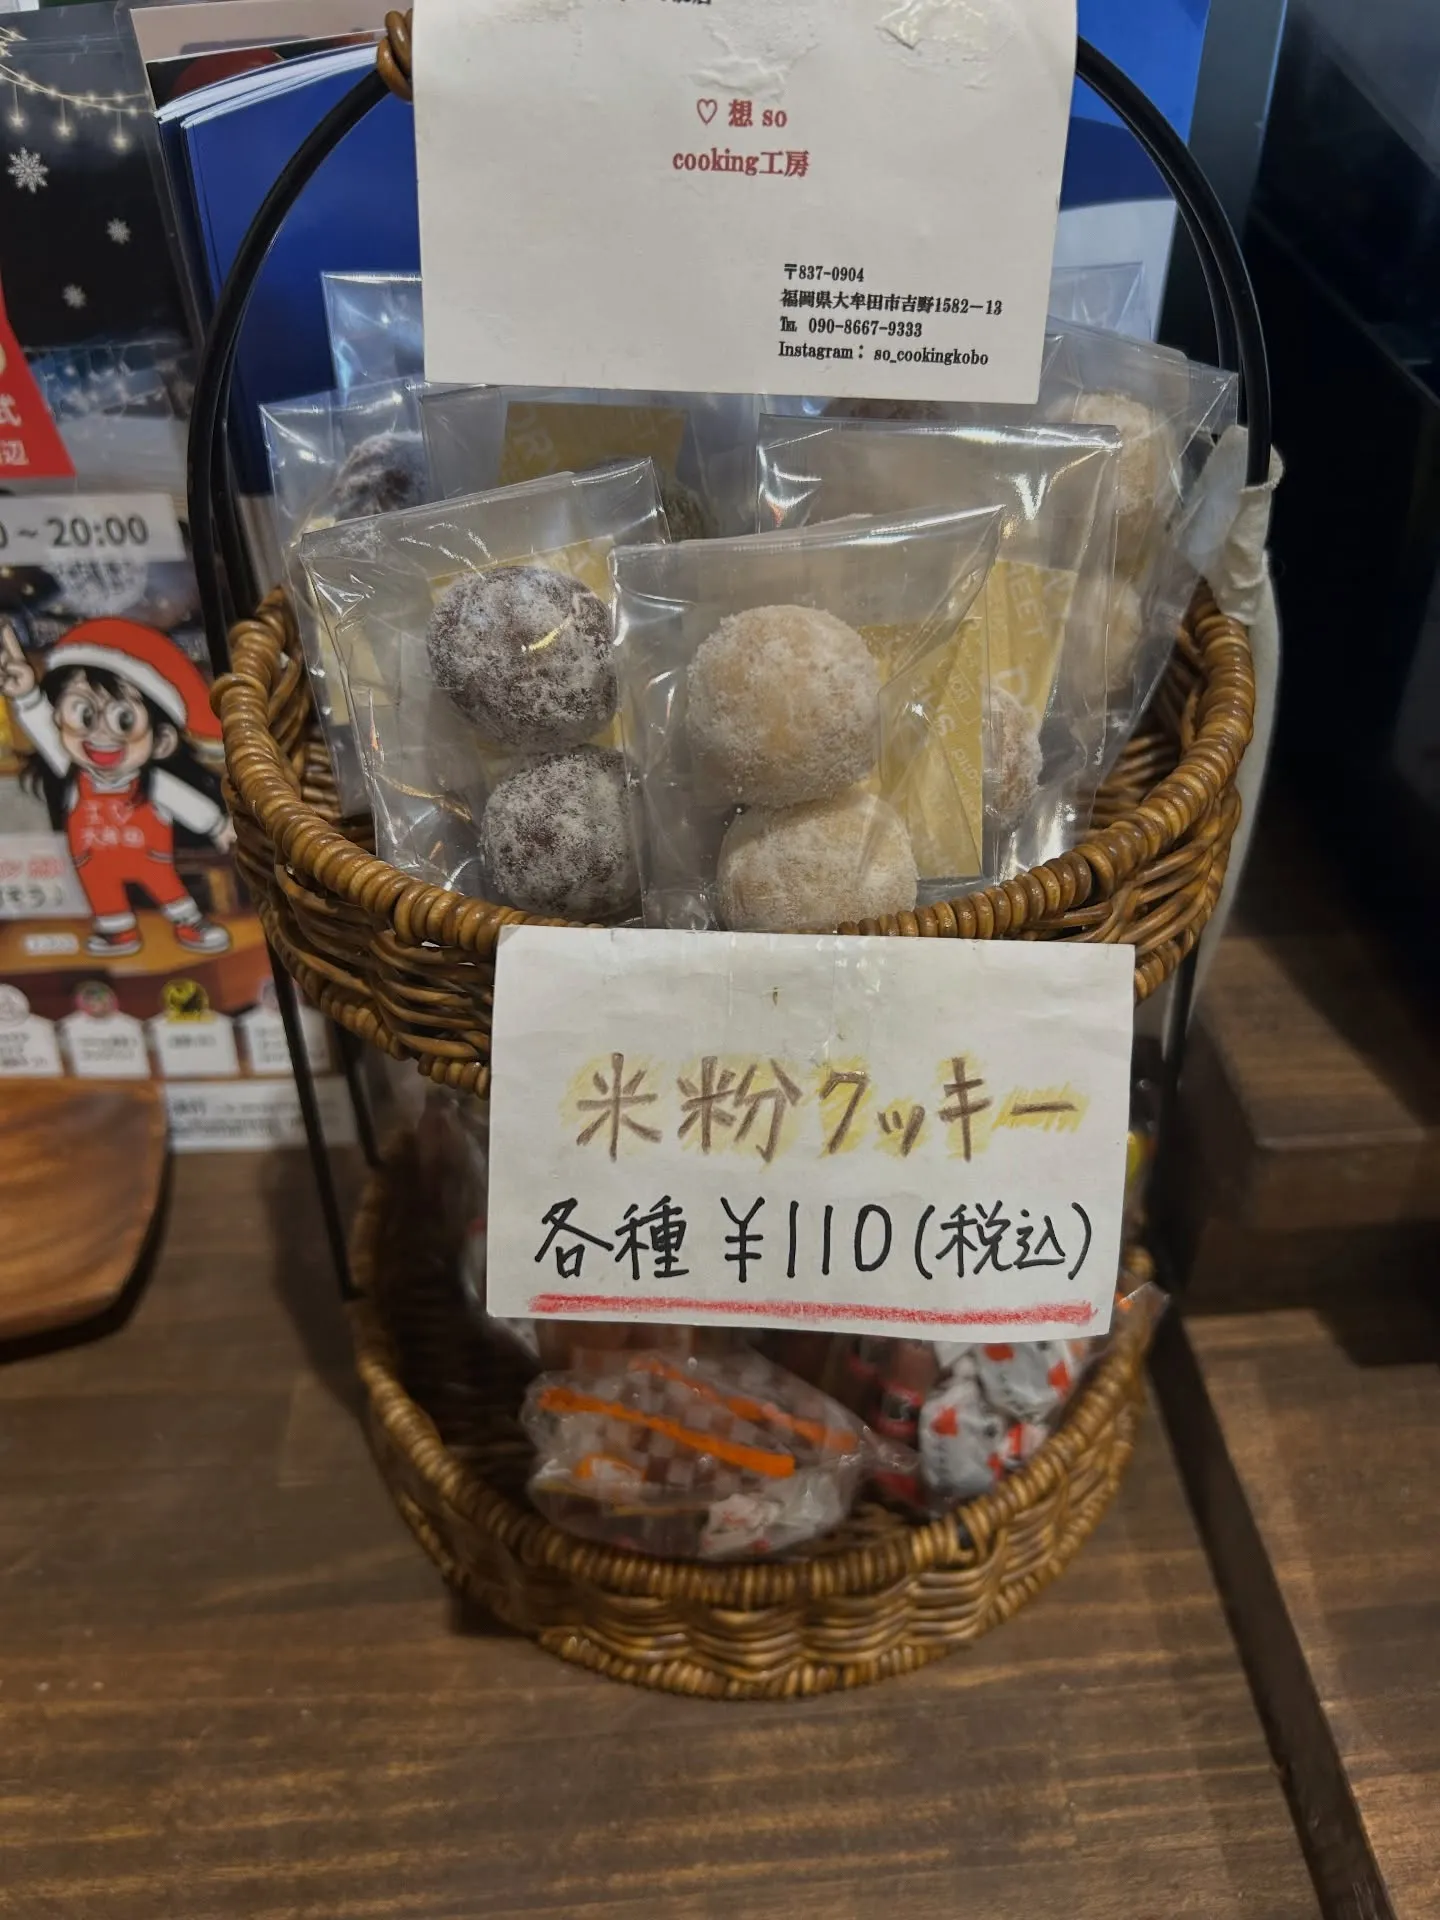 ♡ 想 so
cooking工房
〒837-0904
福岡県大牟田市吉野1582－13
℡ 090-8667-9333
Instagram： so_cookingkobo
式
辺
～20:00
米粉クッキー
各種 ¥110(税込)